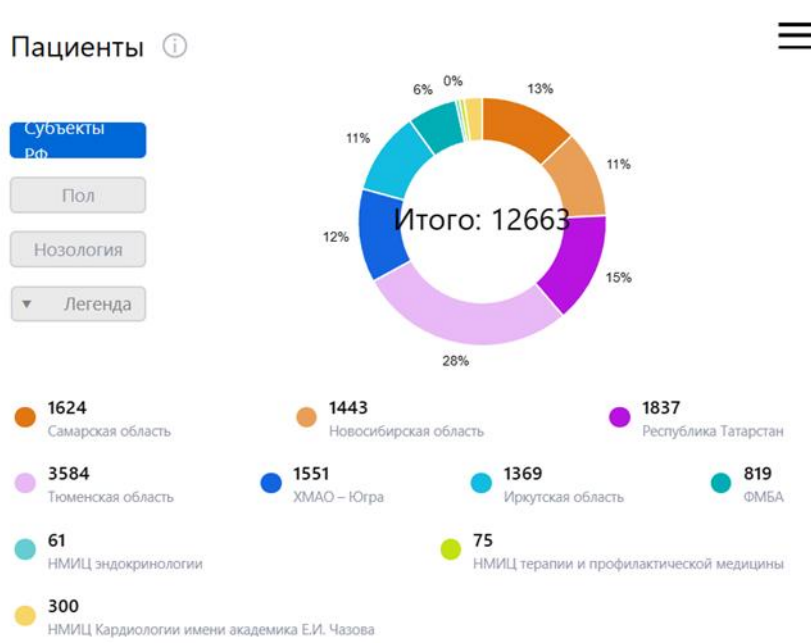 Пациенты
Субъекты
РФ
Пол
Нозология
Легенда
0%
6%
13%
11%
11%
12%
Итого: 12663
15%
28%
1624
Самарская область
1443
Новосибирская область
1837
Республика Татарстан
3584
Тюменская область
1551
ХМАО – Югра
1369
Иркутская область
819
ФМБА
61
НМИЦ эндокринологии
75
НМИЦ терапии и профилактической медицины
300
НМИЦ Кардиологии имени академика Е.И. Чазова